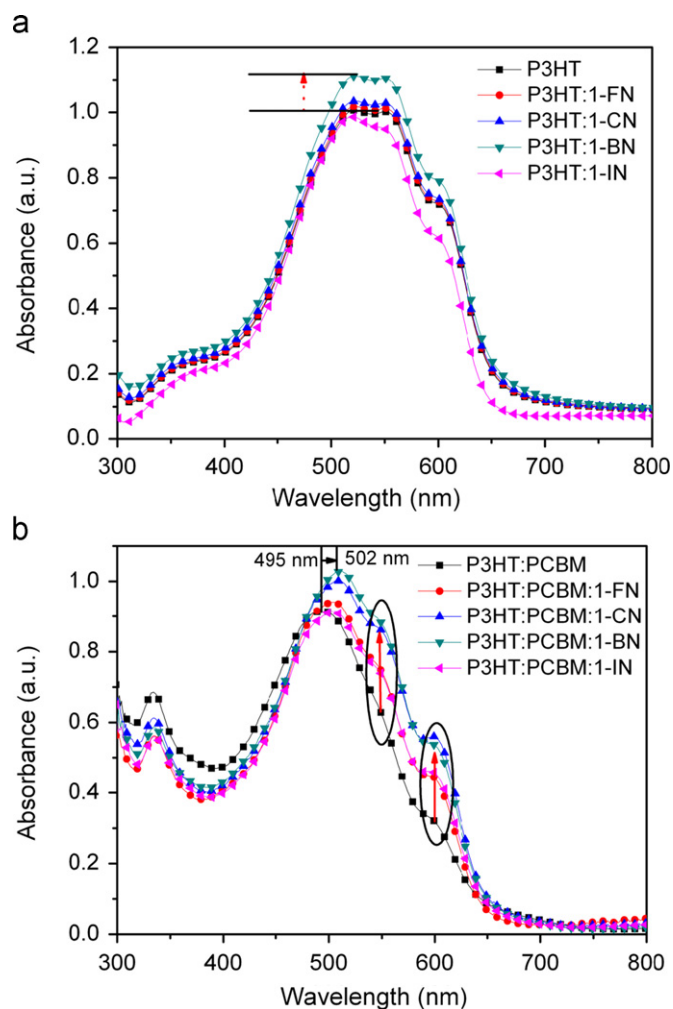 a
1.2
1.0
0.8
0.6
0.4
0.2
0.0
Absorbance (a.u.)
P3HT
P3HT:1-FN
P3HT:1-CN
P3HT:1-BN
P3HT:1-IN
300 400 500 600 700 800
Wavelength (nm)
b
1.0
0.8
0.6
0.4
0.2
0.0
Absorbance (a.u.)
495 nm 502 nm
P3HT:PCBM
P3HT:PCBM:1-FN
P3HT:PCBM:1-CN
P3HT:PCBM:1-BN
P3HT:PCBM:1-IN
300 400 500 600 700 800
Wavelength (nm)